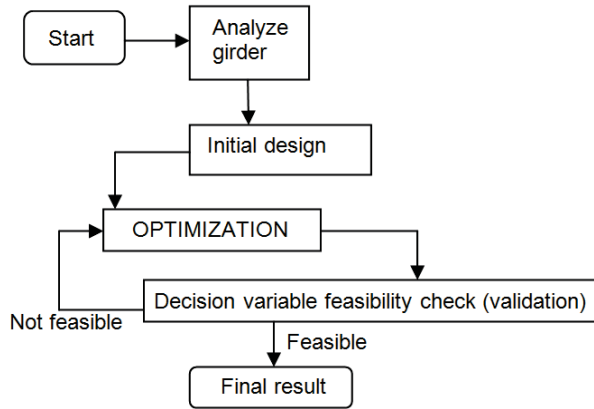 Start
Analyze
girder
Initial design
OPTIMIZATION
Decision variable feasibility check (validation)
Not feasible
Feasible
Final result